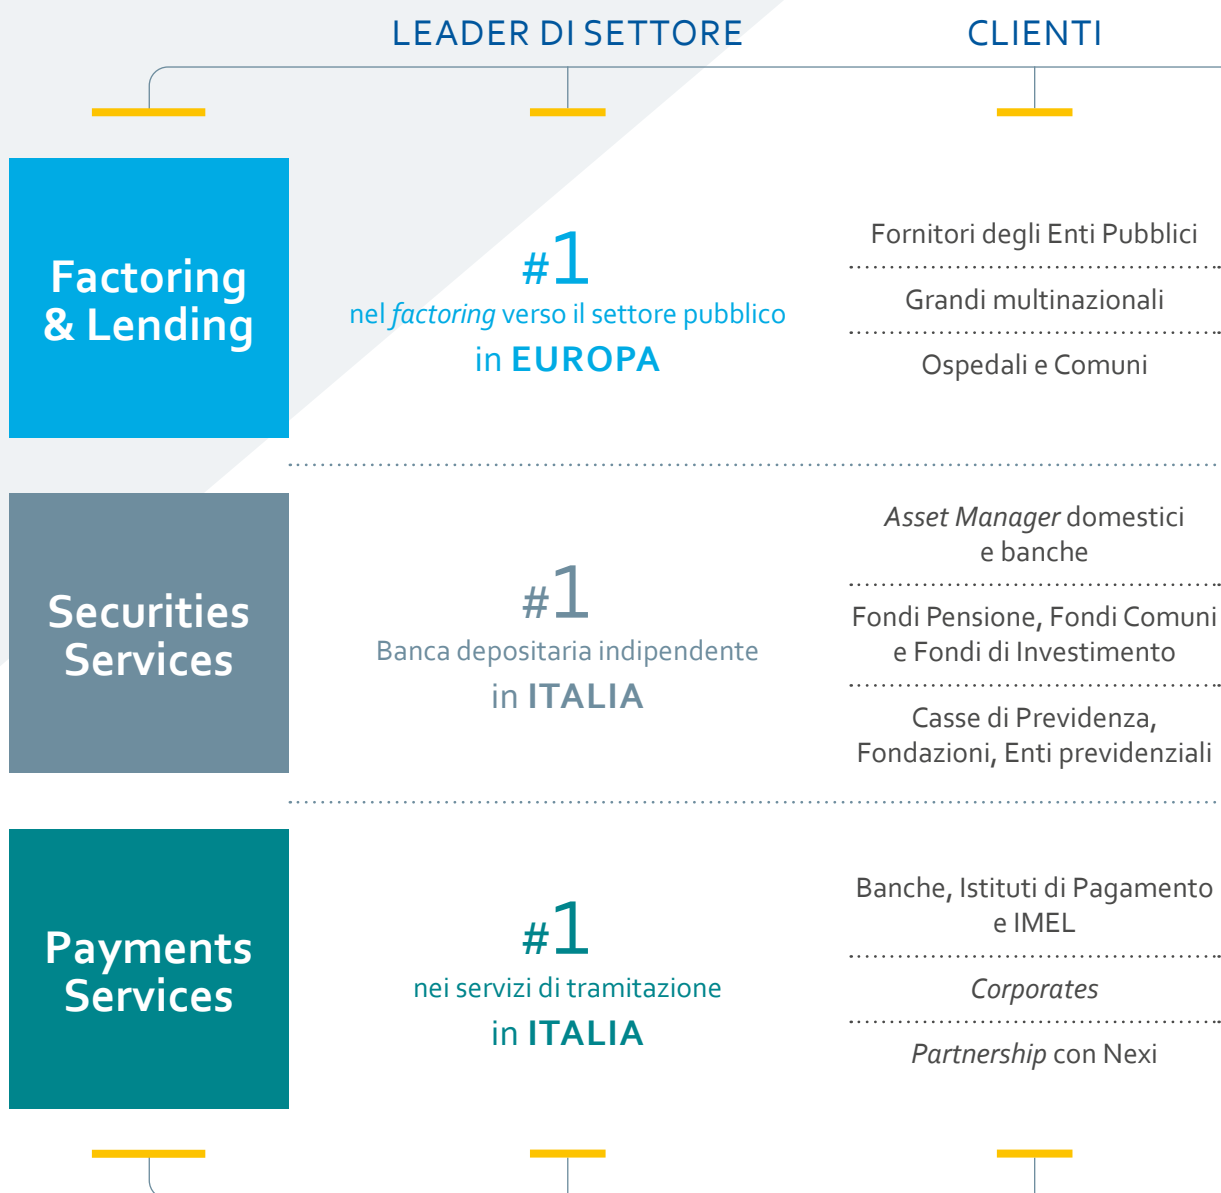 LEADER DI SETTORE
CLIENTI
Factoring
& Lending
#1
nel factoring verso il settore pubblico
in EUROPA
Fornitori degli Enti Pubblici
Grandi multinazionali
Ospedali e Comuni
Securities
Services
#1
Banca depositaria indipendente
in ITALIA
Asset Manager domestici
e banche
Fondi Pensione, Fondi Comuni
e Fondi di Investimento
Casse di Previdenza,
Fondazioni, Enti previdenziali
Payments
Services
#1
nei servizi di tramitazione
in ITALIA
Banche, Istituti di Pagamento
e IMEL
Corporates
Partnership con Nexi